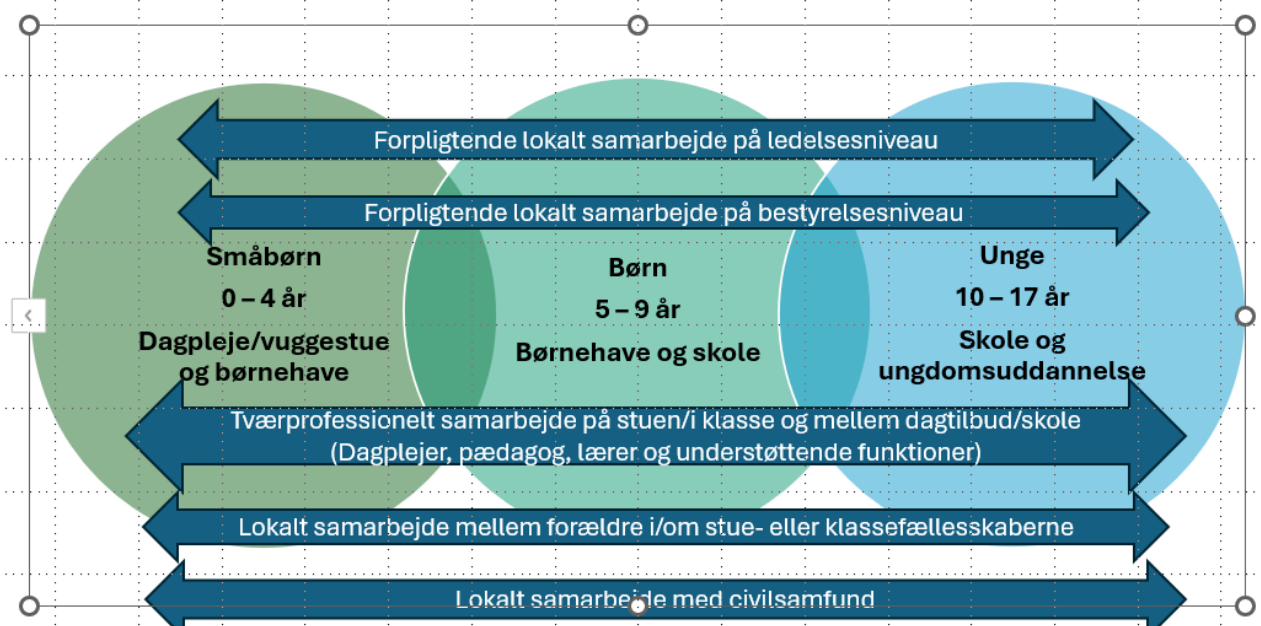 Forpligtende lokalt samarbejde på ledelsesniveau
Forpligtende lokalt samarbejde på bestyrelsesniveau
Småbørn
0 – 4 år
Dagpleje/vuggestue
og børnehave
Børn
5 – 9 år
Børnehave og skole
Unge
10 – 17 år
Skole og
ungdomsuddannelse
Tværprofessionelt samarbejde på stuen/i klasse og mellem dagtilbud/skole
(Dagplejer, pædagog, lærer og understøttende funktioner)
Lokalt samarbejde mellem forældre i/om stue- eller klassefællesskaberne
Lokalt samarbejde med civilsamfund